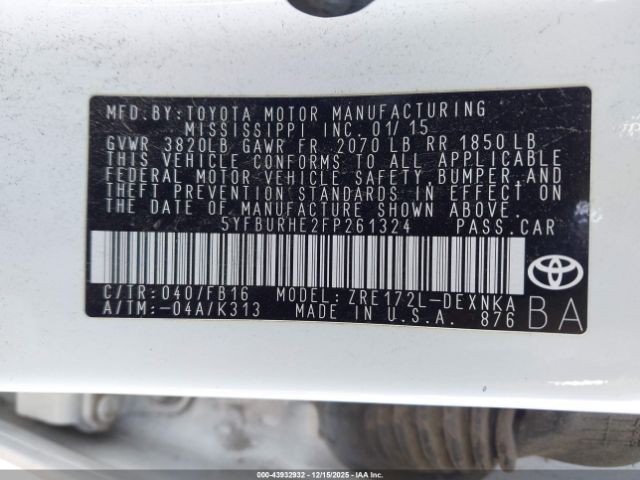 MFD.BY: TOYOTA MOTOR MANUFACTURING
MISSISSIPPI INC. 01/15
GVWR 3820LB GAWR FR 2070 LB RR 1850 LB
THIS VEHICLE CONFORMS TO ALL APPLICABLE
FEDERAL MOTOR VEHICLE SAFETY, BUMPER, AND
THEFT PREVENTION STANDARDS IN EFFECT ON
THE DATE OF MANUFACTURE SHOWN ABOVE.
5YFBURHE2FP261324 PASS.CAR
C/TR: 040/FB16 MODEL: ZRE172L-DEXNKA
A/TM:-04A/K313 MADE IN U.S.A. 876
BA
000-43932932 - 12/15/2025 - © IAA Holdings, LLC